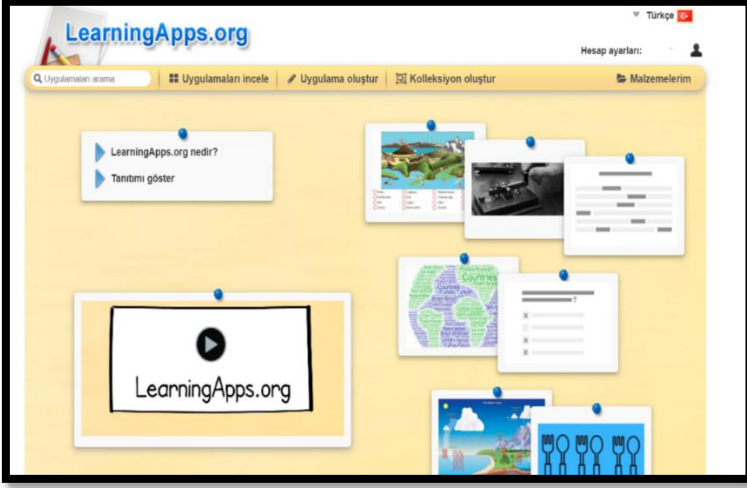 LearningApps.org
Türkçe
Hesap ayarları:
Uygulamaları arama
Uygulamaları incele
Uygulama oluştur
Kolleksiyon oluştur
Malzemelerim
LearningApps.org nedir?
Tanıtımı göster
Countries
?
X
X
X
LearningApps.org